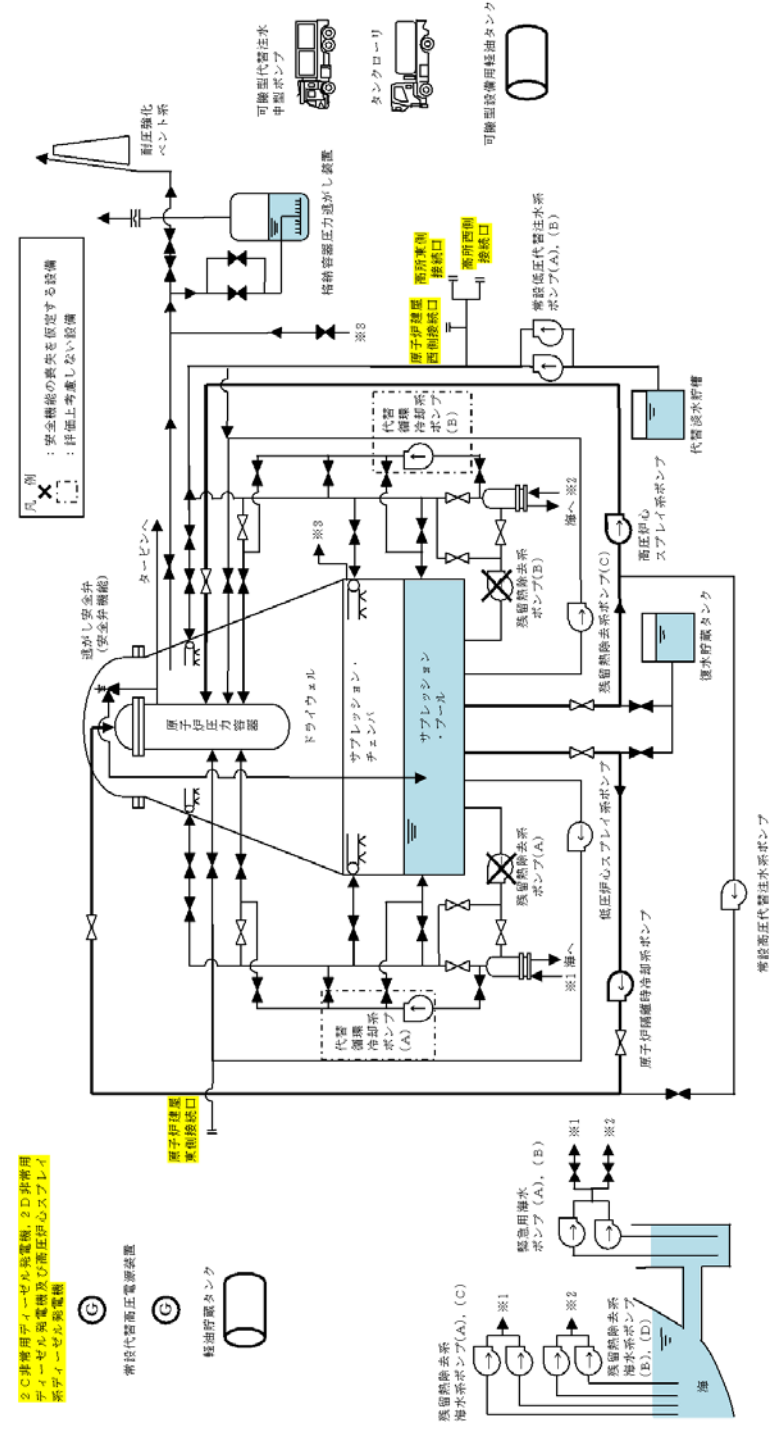 凡例
：安全機能の喪失を仮定する設備
：評価上考慮しない設備
耐圧強化
ベント系
格納容器圧力逃がし装置
可搬型代替注水
中型ポンプ
タンクローリ
可搬型設備用軽油タンク
※3
高所東側
接続口
高所西側
接続口
原子炉建屋
西側接続口
常設低圧代替注水系
ポンプ(A),(B)
代替淡水貯槽
タービンへ
逃がし安全弁
(安全弁機能)
原子炉圧力容器
ドライウェル
サプレッション・
チェンバ
サプレッション
・プール
※3
代替
循環
冷却系
ポンプ
(B)
海へ ※2
残留熱除去系
ポンプ(B)
残留熱除去系ポンプ(C)
高圧炉心
スプレイ系ポンプ
復水貯蔵タンク
代替
循環
冷却系
ポンプ
(A)
※1 海へ
残留熱除去系
ポンプ(A)
低圧炉心スプレイ系ポンプ
原子炉隔離時冷却系ポンプ
常設高圧代替注水系ポンプ
原子炉建屋
東側接続口
2C非常用ディーゼル発電機,2D非常用
ディーゼル発電機及び高圧炉心スプレイ
系ディーゼル発電機
G
常設代替高圧電源装置
G
軽油貯蔵タンク
残留熱除去系
海水系ポンプ(A),(C)
※1
※2
残留熱除去系
海水系ポンプ
(B),(D)
緊急用海水
ポンプ(A),(B)
※1
※2
海